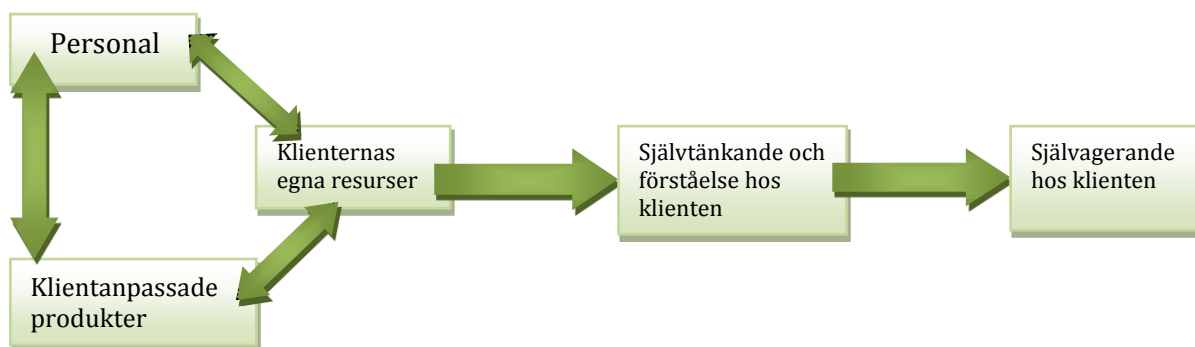 Personal
Klienternas
egna resurser
Självtänkande och
förståelse hos
klienten
Självagerande
hos klienten
Klientanpassade
produkter